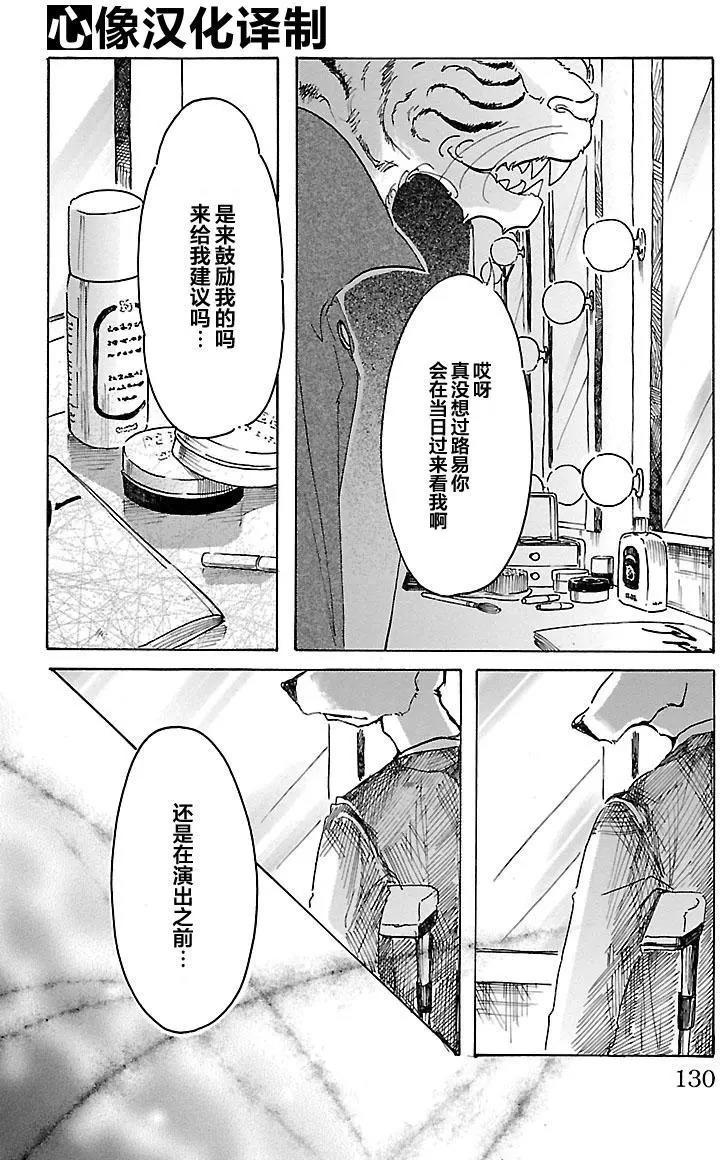 心像汉化译制
哎呀
真没想过路易你
会在当日过来看我啊
是来鼓励我的吗
来给我建议吗…
还是在演出之前…
130